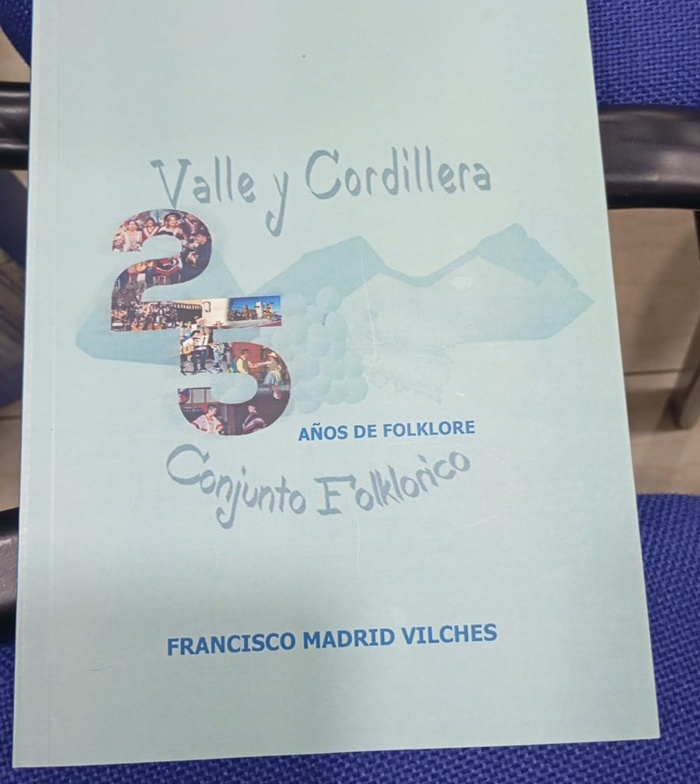 Valle y Cordillera
25
AÑOS DE FOLKLORE
Conjunto Folklorico
FRANCISCO MADRID VILCHES